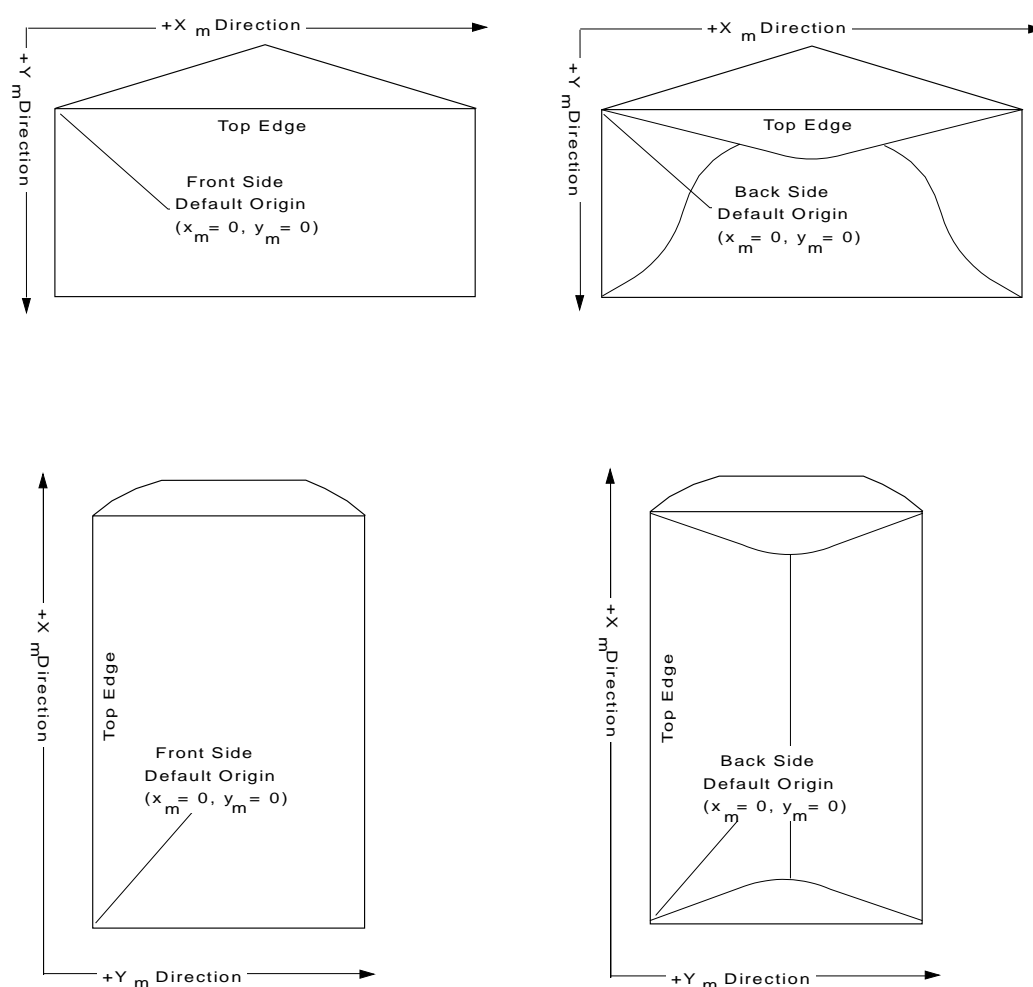 +X m Direction
+Y m Direction
Top Edge
Front Side
Default Origin
(x m = 0, y m = 0)
+X m Direction
+Y m Direction
Top Edge
Back Side
Default Origin
(x m = 0, y m = 0)
+X m Direction
Top Edge
Front Side
Default Origin
(x m = 0, y m = 0)
+Y m Direction
+X m Direction
Top Edge
Back Side
Default Origin
(x m = 0, y m = 0)
+Y m Direction